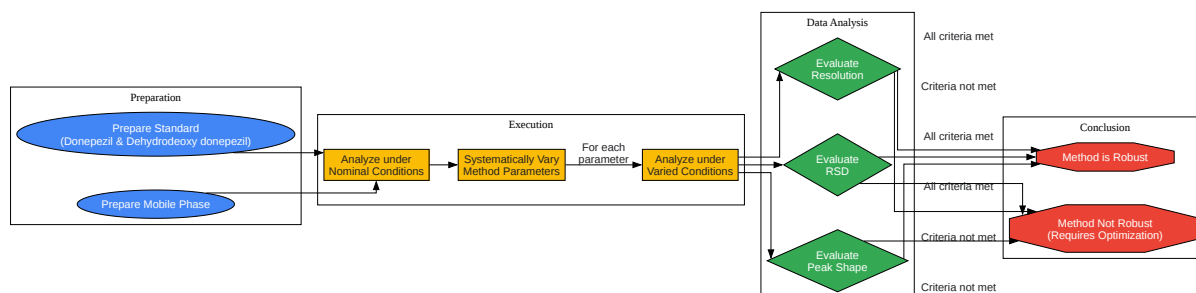 Preparation
Prepare Standard
(Donepezil & Dehydrodeoxy donepezil)
Prepare Mobile Phase
Execution
Analyze under
Nominal Conditions
Systematically Vary
Method Parameters
For each
parameter
Analyze under
Varied Conditions
Data Analysis
Evaluate
Resolution
Evaluate
RSD
Evaluate
Peak Shape
All criteria met
Criteria not met
All criteria met
All criteria met
Criteria not met
Criteria not met
Conclusion
Method is Robust
Method Not Robust
(Requires Optimization)